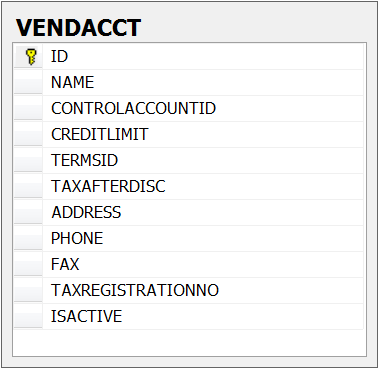 VENDACCT
ID
NAME
CONTROLACCOUNTID
CREDITLIMIT
TERMSID
TAXAFTERDISC
ADDRESS
PHONE
FAX
TAXREGISTRATIONNO
ISACTIVE